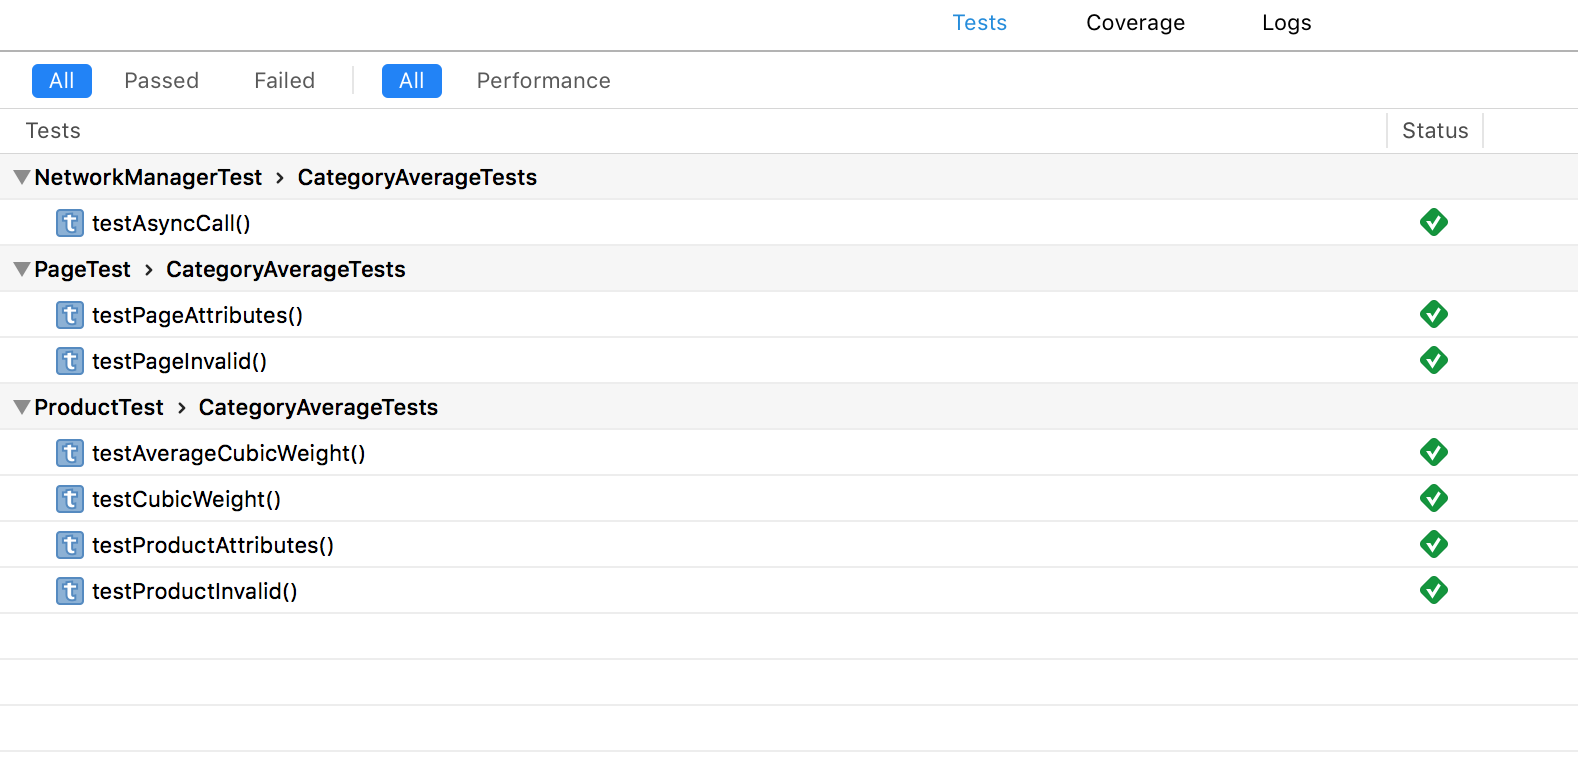 Tests Coverage Logs
All Passed Failed All Performance
Tests Status
NetworkManagerTest › CategoryAverageTests
t testAsyncCall()
PageTest › CategoryAverageTests
t testPageAttributes()
t testPageInvalid()
ProductTest › CategoryAverageTests
t testAverageCubicWeight()
t testCubicWeight()
t testProductAttributes()
t testProductInvalid()